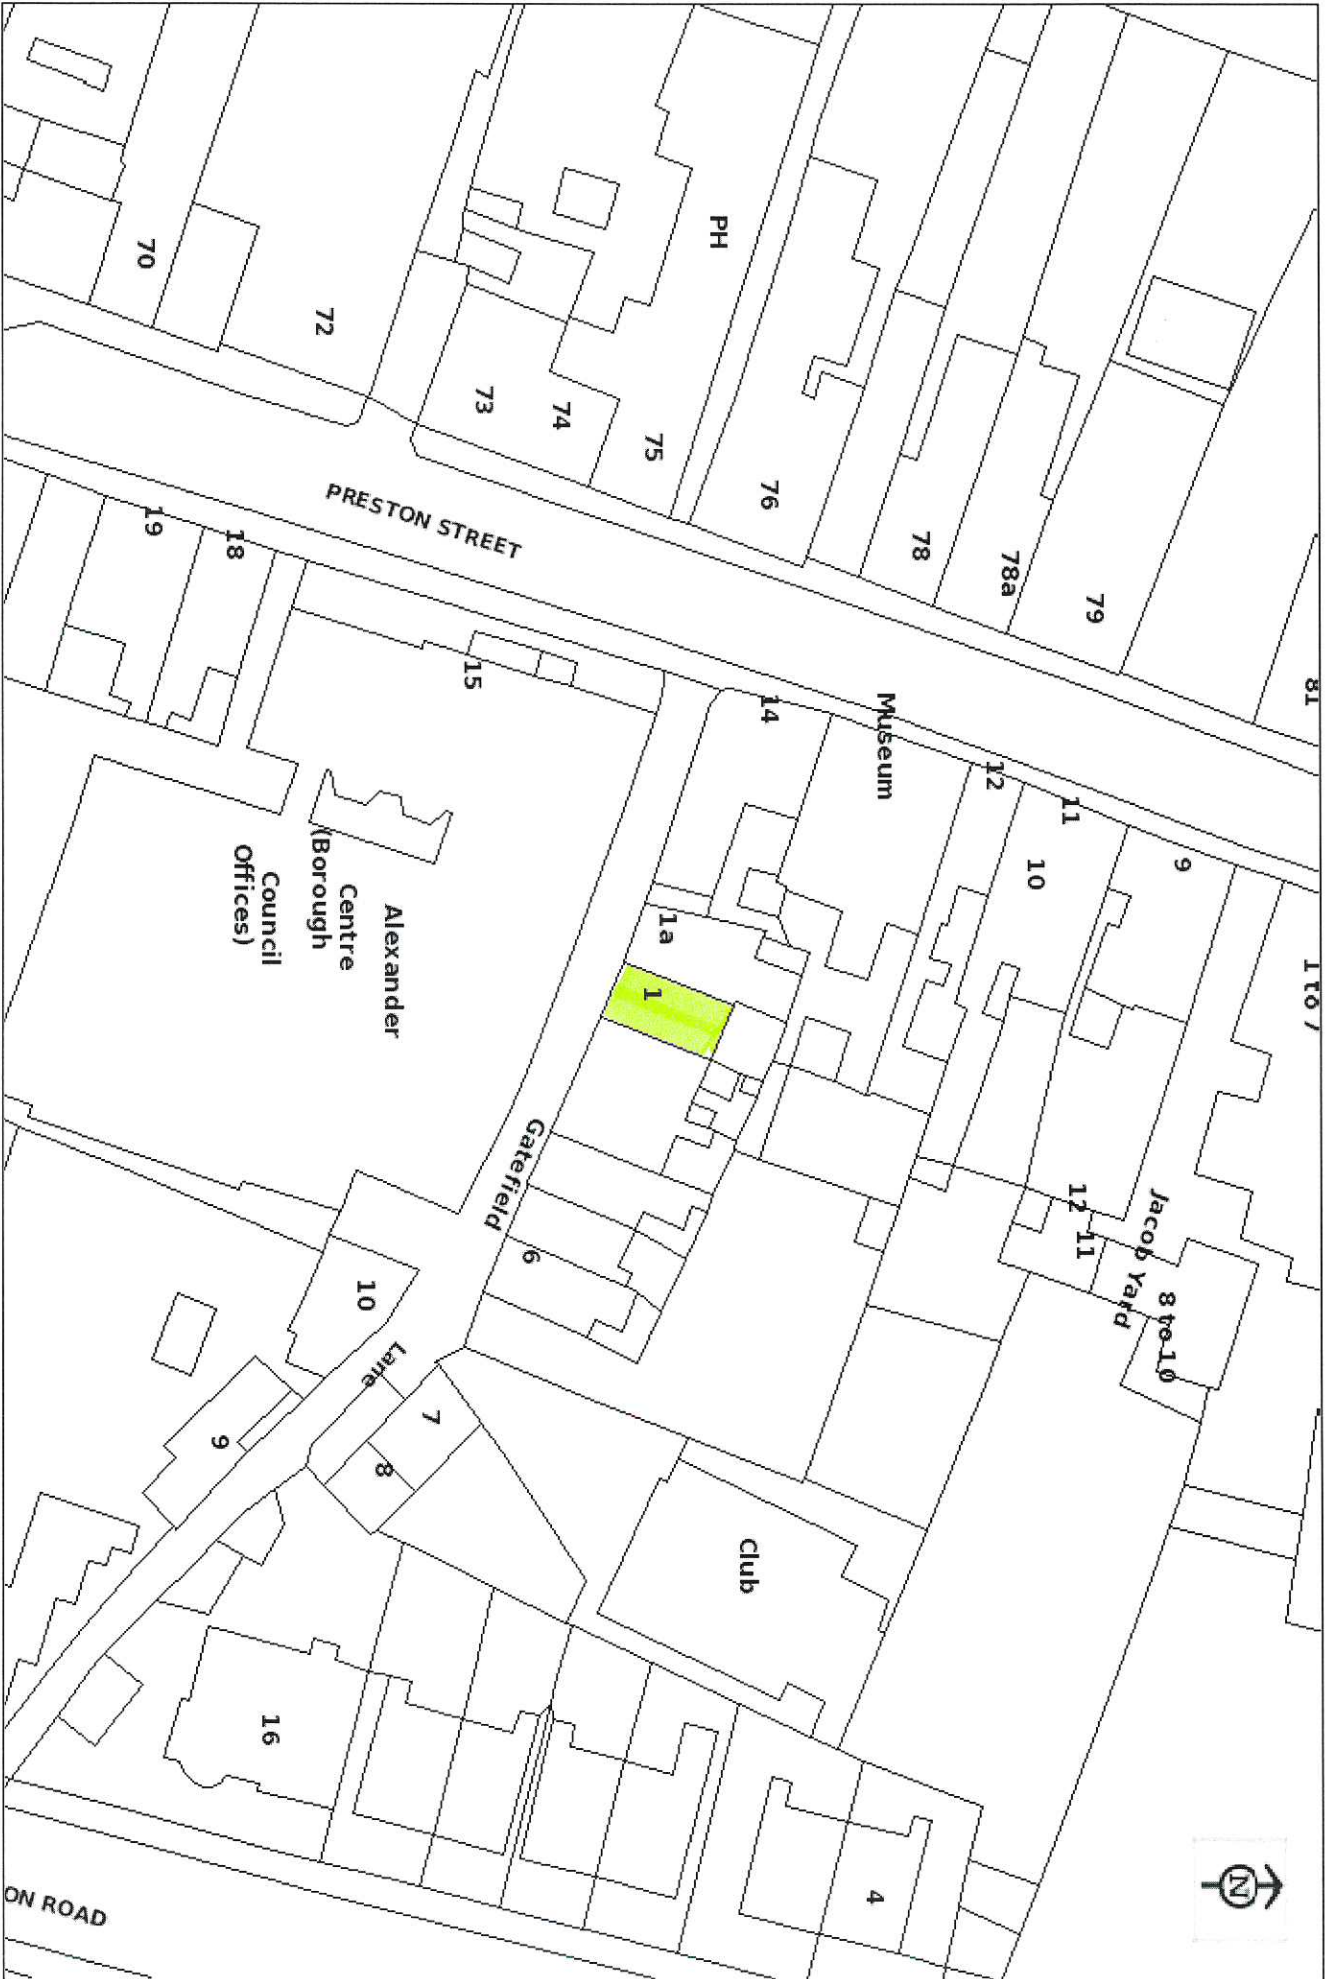 81
79
78a
78
76
PH
75
74
73
72
70
PRESTON STREET
1 to 7
9
11
10
12
Museum
14
15
18
19
1a
1
Alexander
Centre
(Borough
Council
Offices)
Gatefield
Lane
6
Jacob Yard
12
11
8 to 10
10
7
8
9
Club
16
4
N
ON ROAD